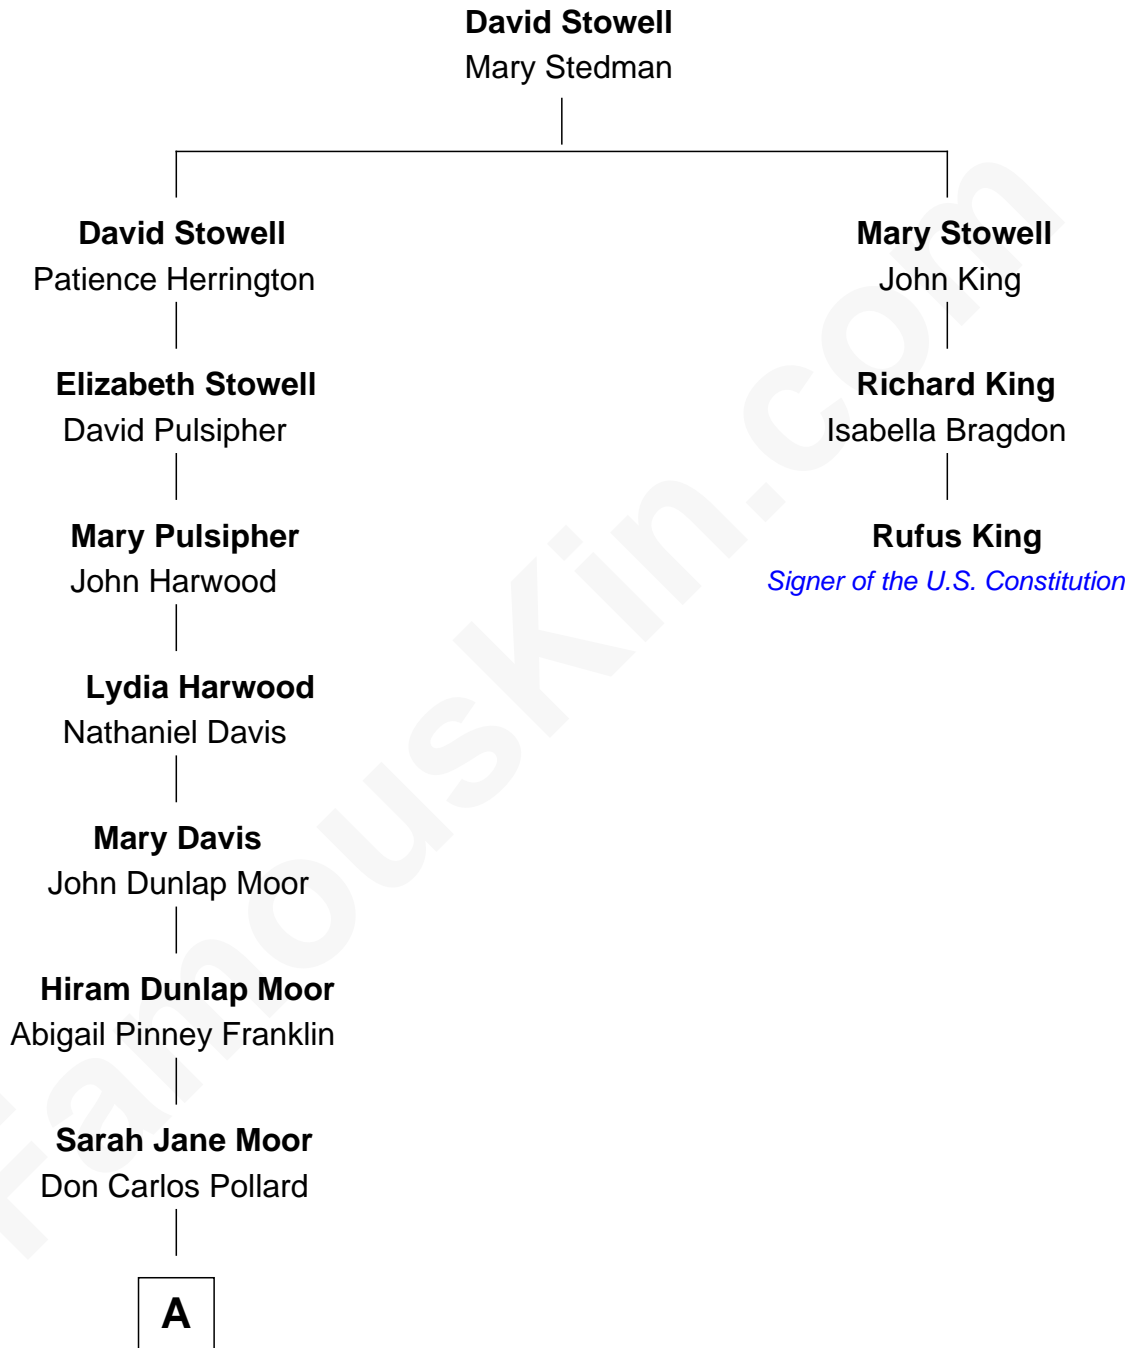 David Stowell
Mary Stedman
David Stowell
Patience Herrington
Mary Stowell
John King
Elizabeth Stowell
David Pulsipher
Richard King
Isabella Bragdon
Mary Pulsipher
John Harwood
Rufus King
Signer of the U.S. Constitution
Lydia Harwood
Nathaniel Davis
Mary Davis
John Dunlap Moor
Hiram Dunlap Moor
Abigail Pinney Franklin
Sarah Jane Moor
Don Carlos Pollard
A
FamousKin.com